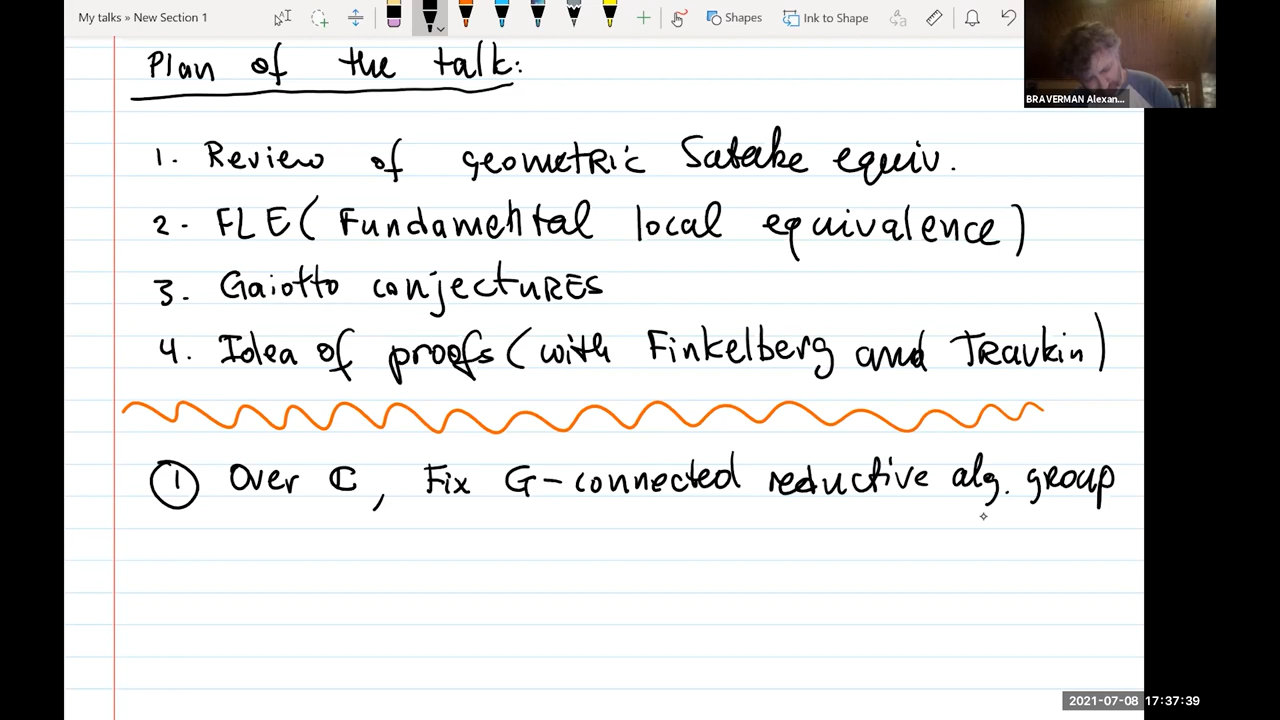 My talks » New Section 1
Shapes
Ink to Shape
BRAVERMAN Alexan...
Plan of the talk:
1. Review of geometric Satake equiv.
2. FLE (Fundamental local equivalence)
3. Gaiotto conjectures
4. Idea of proofs (with Finkelberg and Travkin)
① Over ℂ, Fix G-connected reductive alg. group
2021-07-08 17:37:39